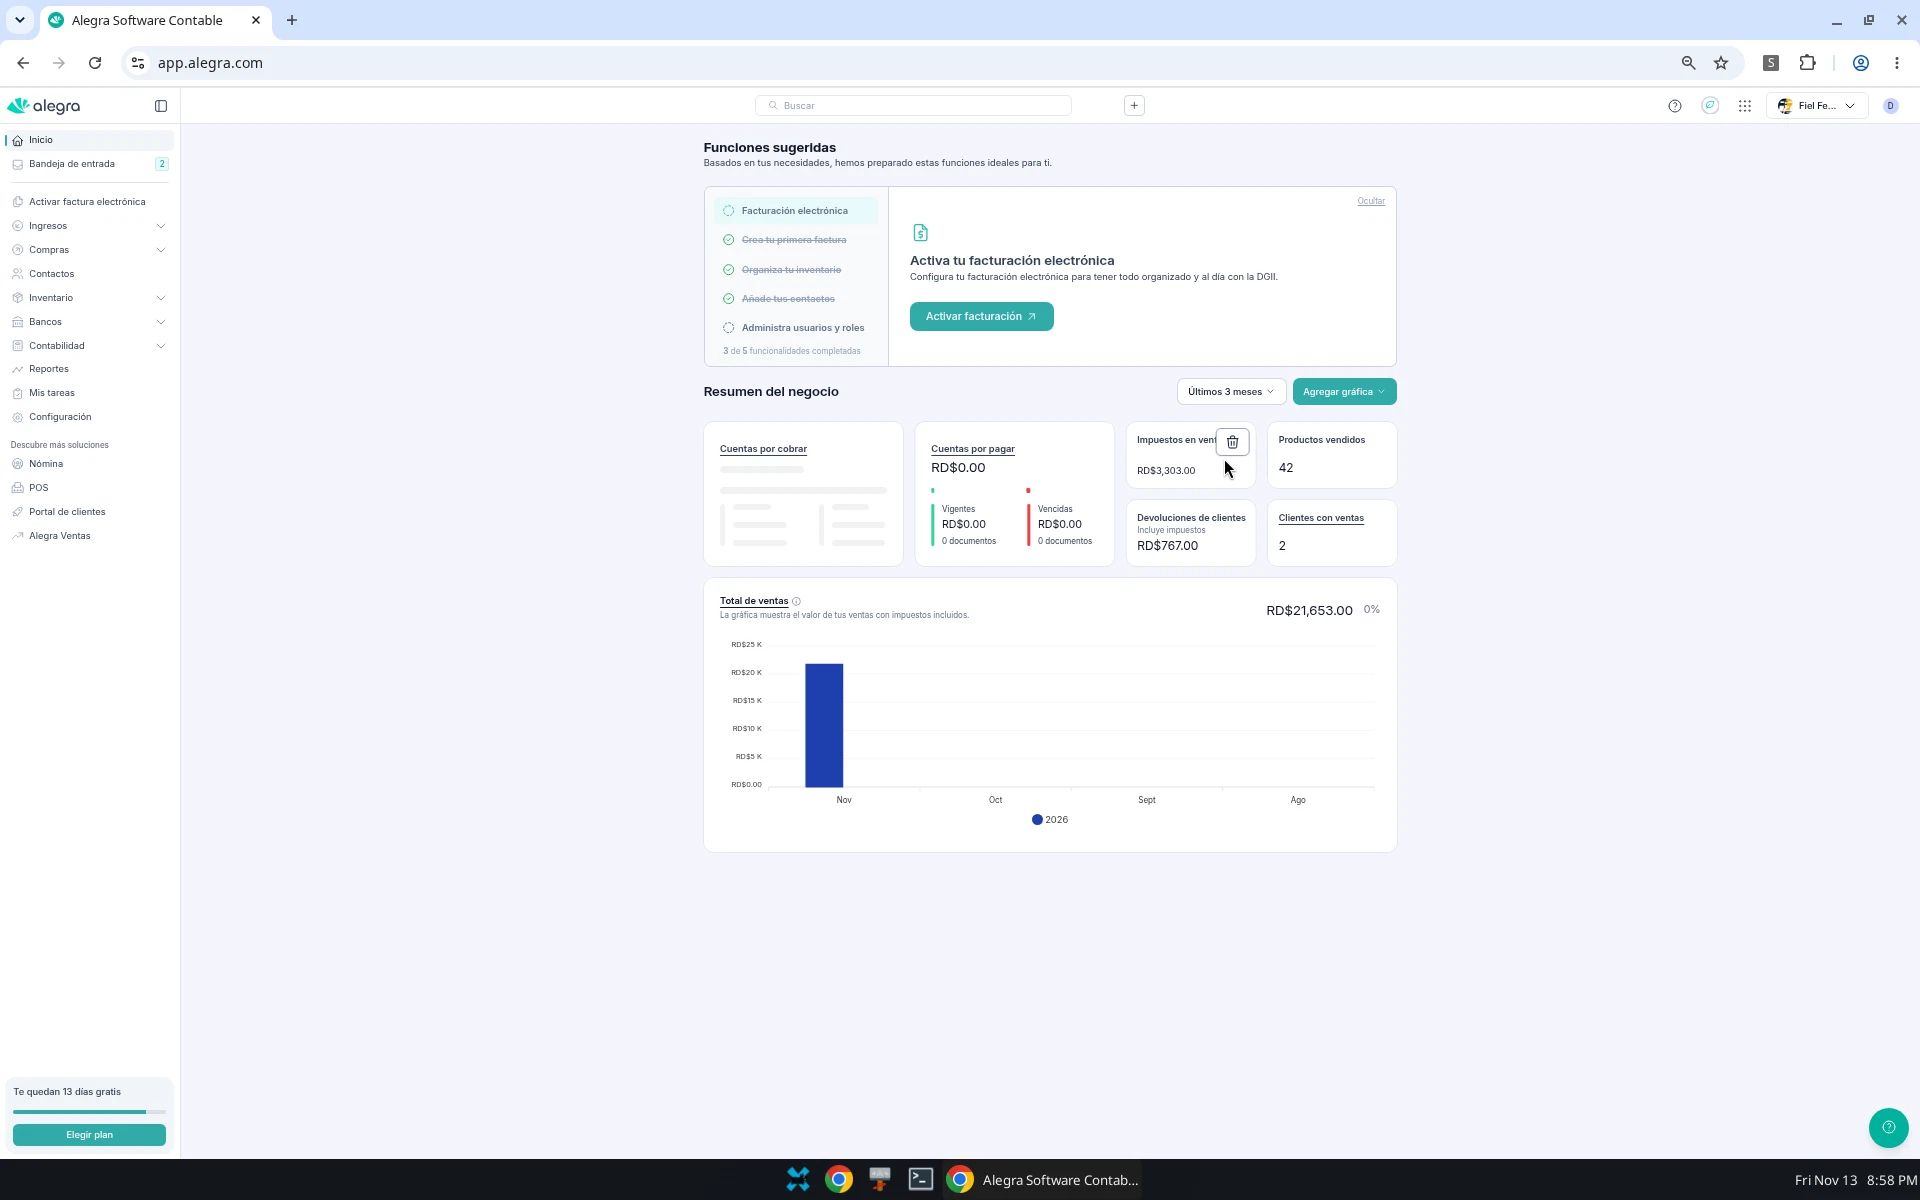 Alegra Software Contable
app.alegra.com
S
alegra
Buscar
Fiel Fe...
D
Inicio
Bandeja de entrada
2
Activar factura electrónica
Ingresos
Compras
Contactos
Inventario
Bancos
Contabilidad
Reportes
Mis tareas
Configuración
Descubre más soluciones
Nómina
POS
Portal de clientes
Alegra Ventas
Te quedan 13 días gratis
Elegir plan
Funciones sugeridas
Basados en tus necesidades, hemos preparado estas funciones ideales para ti.
Facturación electrónica
Crea tu primera factura
Organiza tu inventario
Añade tus contactos
Administra usuarios y roles
3 de 5 funcionalidades completadas
Ocultar
Activa tu facturación electrónica
Configura tu facturación electrónica para tener todo organizado y al día con la DGII.
Activar facturación
Resumen del negocio
Últimos 3 meses
Agregar gráfica
Cuentas por cobrar
Cuentas por pagar
RD$0.00
Vigentes
RD$0.00
0 documentos
Vencidas
RD$0.00
0 documentos
Impuestos en vent
RD$3,303.00
Productos vendidos
42
Devoluciones de clientes
Incluye impuestos
RD$767.00
Clientes con ventas
2
Total de ventas
La gráfica muestra el valor de tus ventas con impuestos incluidos.
RD$21,653.00 0%
RD$25 K
RD$20 K
RD$15 K
RD$10 K
RD$5 K
RD$0.00
Nov Oct Sept Ago
2026
Alegra Software Contab...
Fri Nov 13 8:58 PM